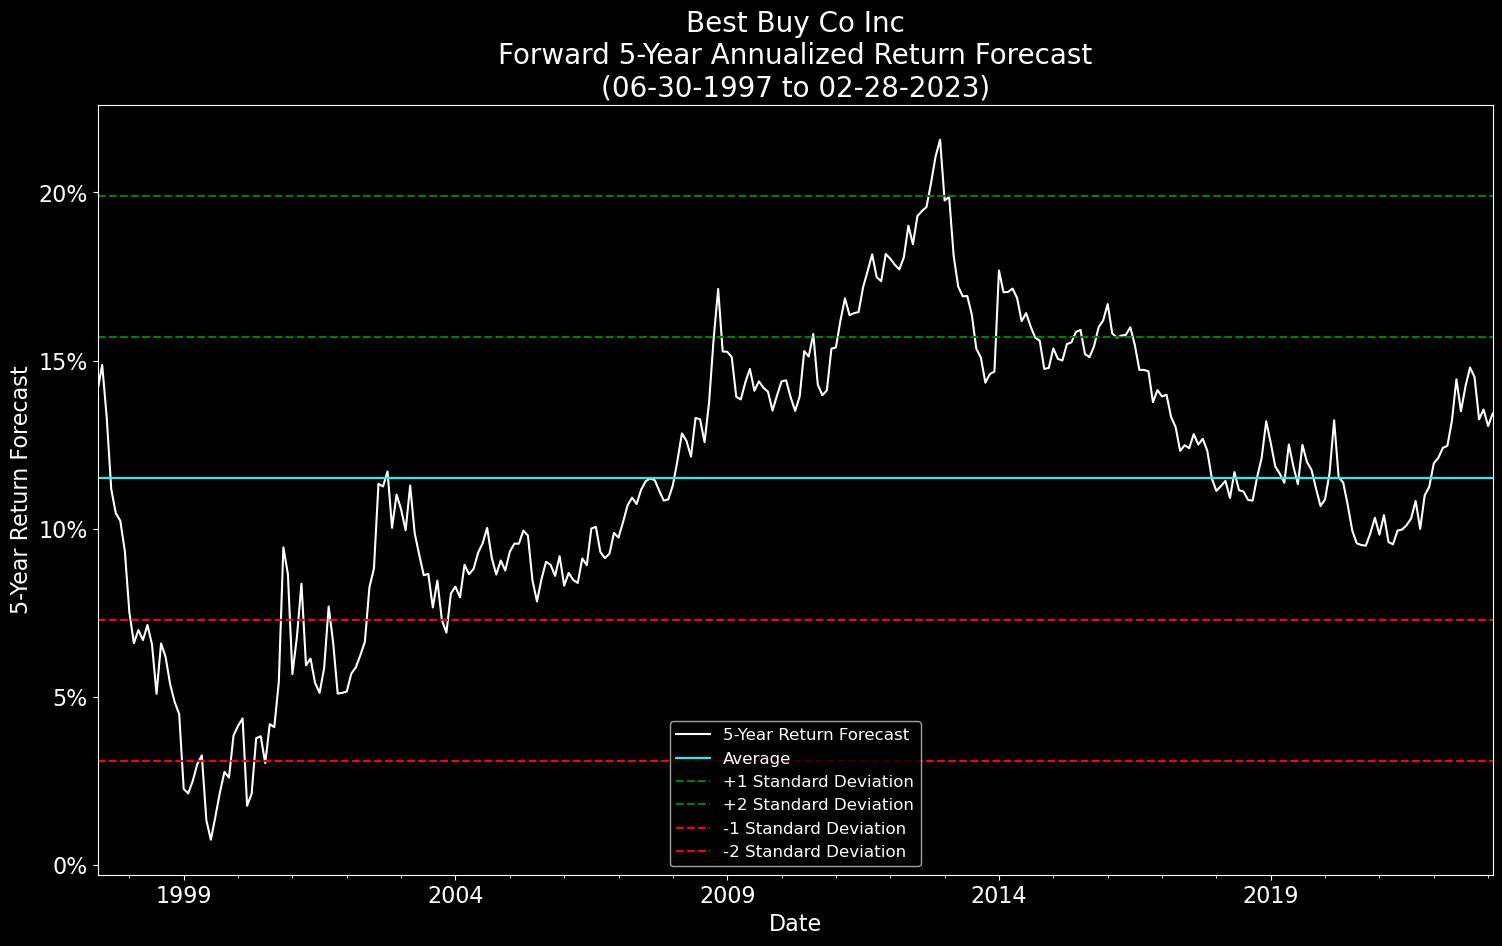 Best Buy Co Inc
Forward 5-Year Annualized Return Forecast
(06-30-1997 to 02-28-2023)
5-Year Return Forecast
20%
15%
10%
5%
0%
5-Year Return Forecast
Average
+1 Standard Deviation
+2 Standard Deviation
-1 Standard Deviation
-2 Standard Deviation
1999 2004 2009 2014 2019
Date